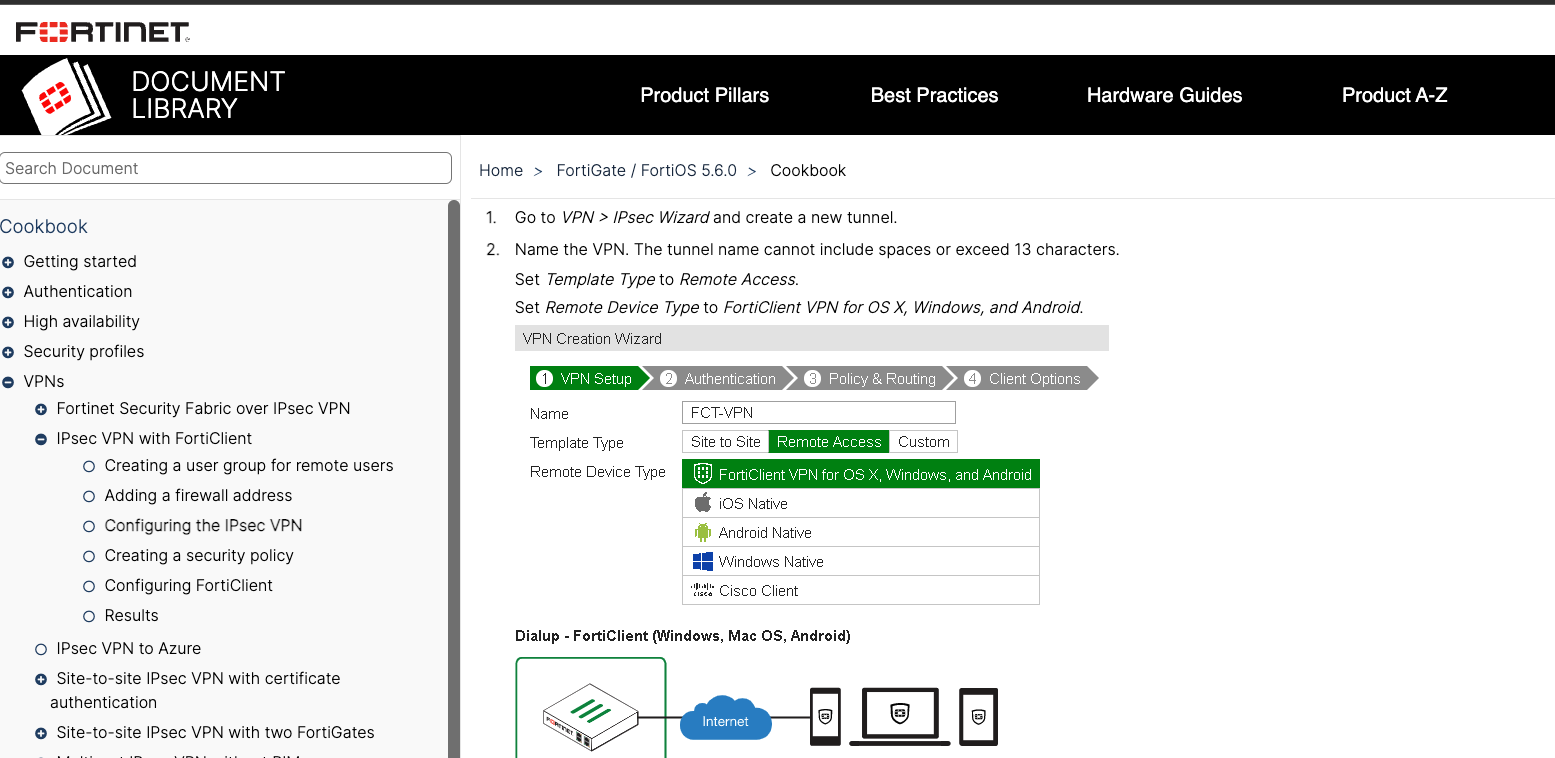 FORTINET
DOCUMENT
LIBRARY
Product Pillars
Best Practices
Hardware Guides
Product A-Z
Search Document
Cookbook
Getting started
Authentication
High availability
Security profiles
VPNs
Fortinet Security Fabric over IPsec VPN
IPsec VPN with FortiClient
Creating a user group for remote users
Adding a firewall address
Configuring the IPsec VPN
Creating a security policy
Configuring FortiClient
Results
IPsec VPN to Azure
Site-to-site IPsec VPN with certificate
authentication
Site-to-site IPsec VPN with two FortiGates
Home > FortiGate / FortiOS 5.6.0 > Cookbook
1. Go to VPN > IPsec Wizard and create a new tunnel.
2. Name the VPN. The tunnel name cannot include spaces or exceed 13 characters.
Set Template Type to Remote Access.
Set Remote Device Type to FortiClient VPN for OS X, Windows, and Android.
VPN Creation Wizard
1 VPN Setup 2 Authentication 3 Policy & Routing 4 Client Options
Name FCT-VPN
Template Type Site to Site Remote Access Custom
Remote Device Type FortiClient VPN for OS X, Windows, and Android
iOS Native
Android Native
Windows Native
CISCO Cisco Client
Dialup - FortiClient (Windows, Mac OS, Android)
FORTINET
Internet